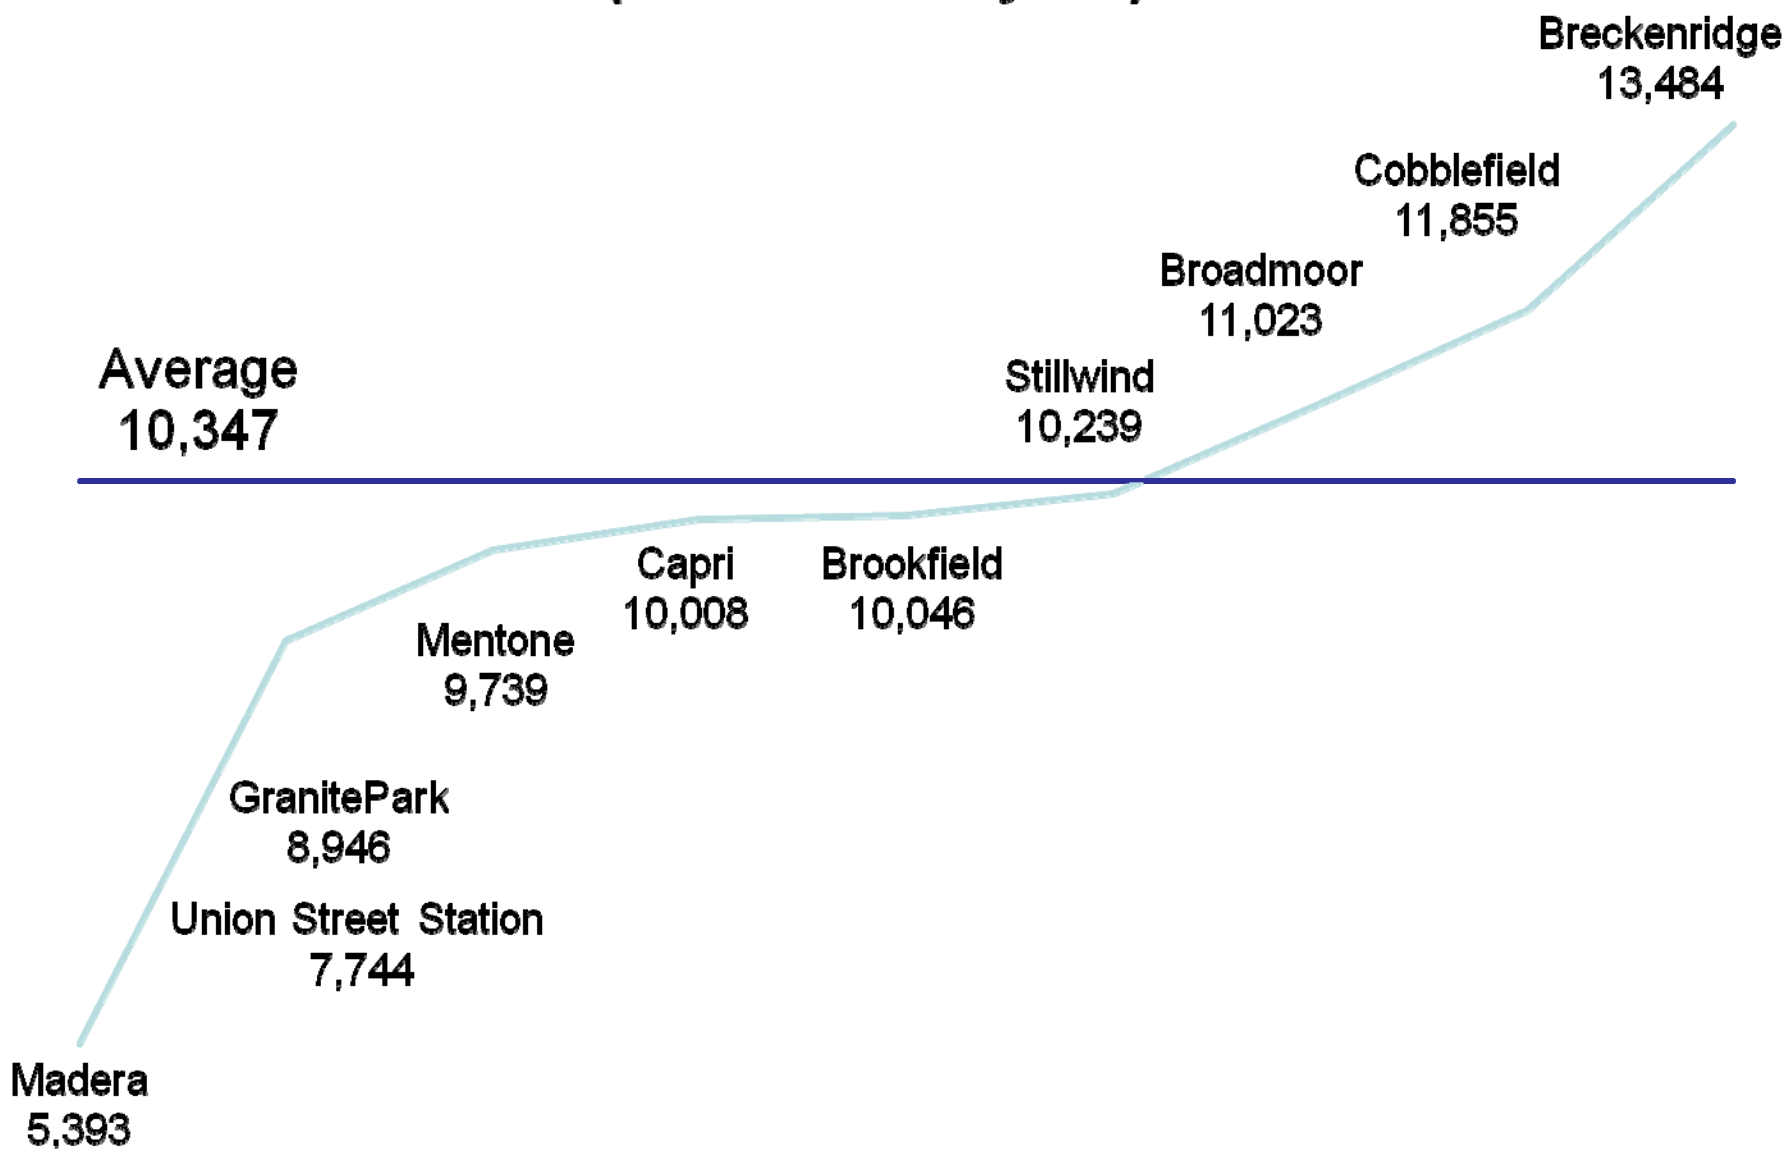 Breckenridge
13,484
Cobblefield
11,855
Broadmoor
11,023
Stillwind
10,239
Average
10,347
Capri
10,008
Brookfield
10,046
Mentone
9,739
GranitePark
8,946
Union Street Station
7,744
Madera
5,393